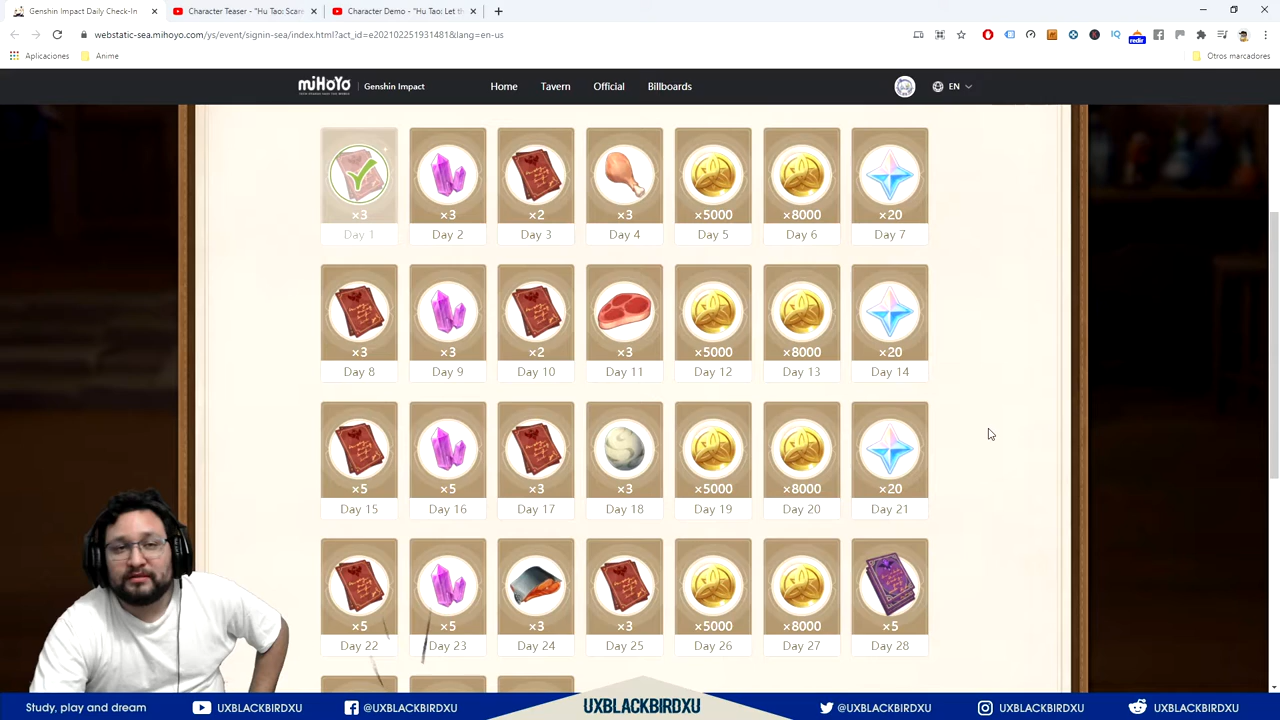 Genshin Impact Daily Check-In
Character Teaser - "Hu Tao: Scare
Character Demo - "Hu Tao: Let th
webstatic-sea.mihoyo.com/ys/event/signin-sea/index.html?act_id=e202102251931481&lang=en-us
Aplicaciones
Anime
Otros marcadores
miHoYo
Genshin Impact
Home
Tavern
Official
Billboards
EN
×3
×3
×2
×3
×5000
×8000
×20
Day 1
Day 2
Day 3
Day 4
Day 5
Day 6
Day 7
×3
×3
×2
×3
×5000
×8000
×20
Day 8
Day 9
Day 10
Day 11
Day 12
Day 13
Day 14
×5
×5
×3
×3
×5000
×8000
×20
Day 15
Day 16
Day 17
Day 18
Day 19
Day 20
Day 21
×5
×5
×3
×3
×5000
×8000
×5
Day 22
Day 23
Day 24
Day 25
Day 26
Day 27
Day 28
Study, play and dream
UXBLACKBIRDXU
@UXBLACKBIRDXU
UXBLACKBIRDXU
@UXBLACKBIRDXU
UXBLACKBIRDXU
UXBLACKBIRDXU